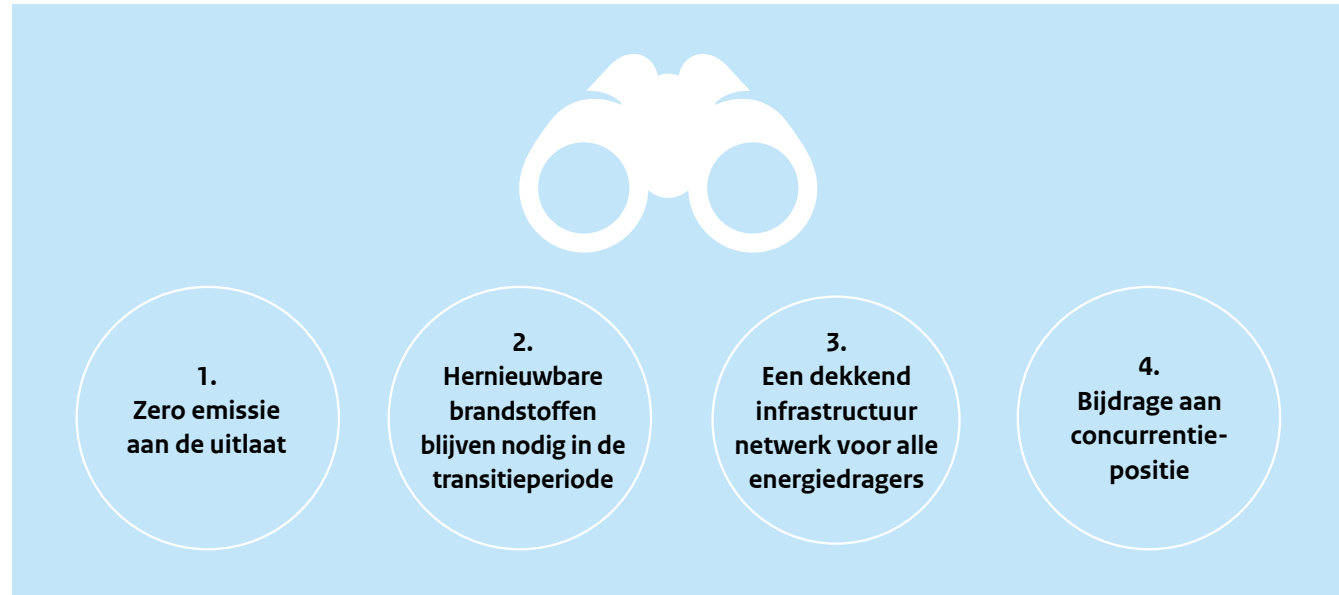 1.
Zero emissie
aan de uitlaat
2.
Hernieuwbare
brandstoffen
blijven nodig in de
transitieperiode
3.
Een dekkend
infrastructuur
netwerk voor alle
energiedragers
4.
Bijdrage aan
concurrentie-
positie